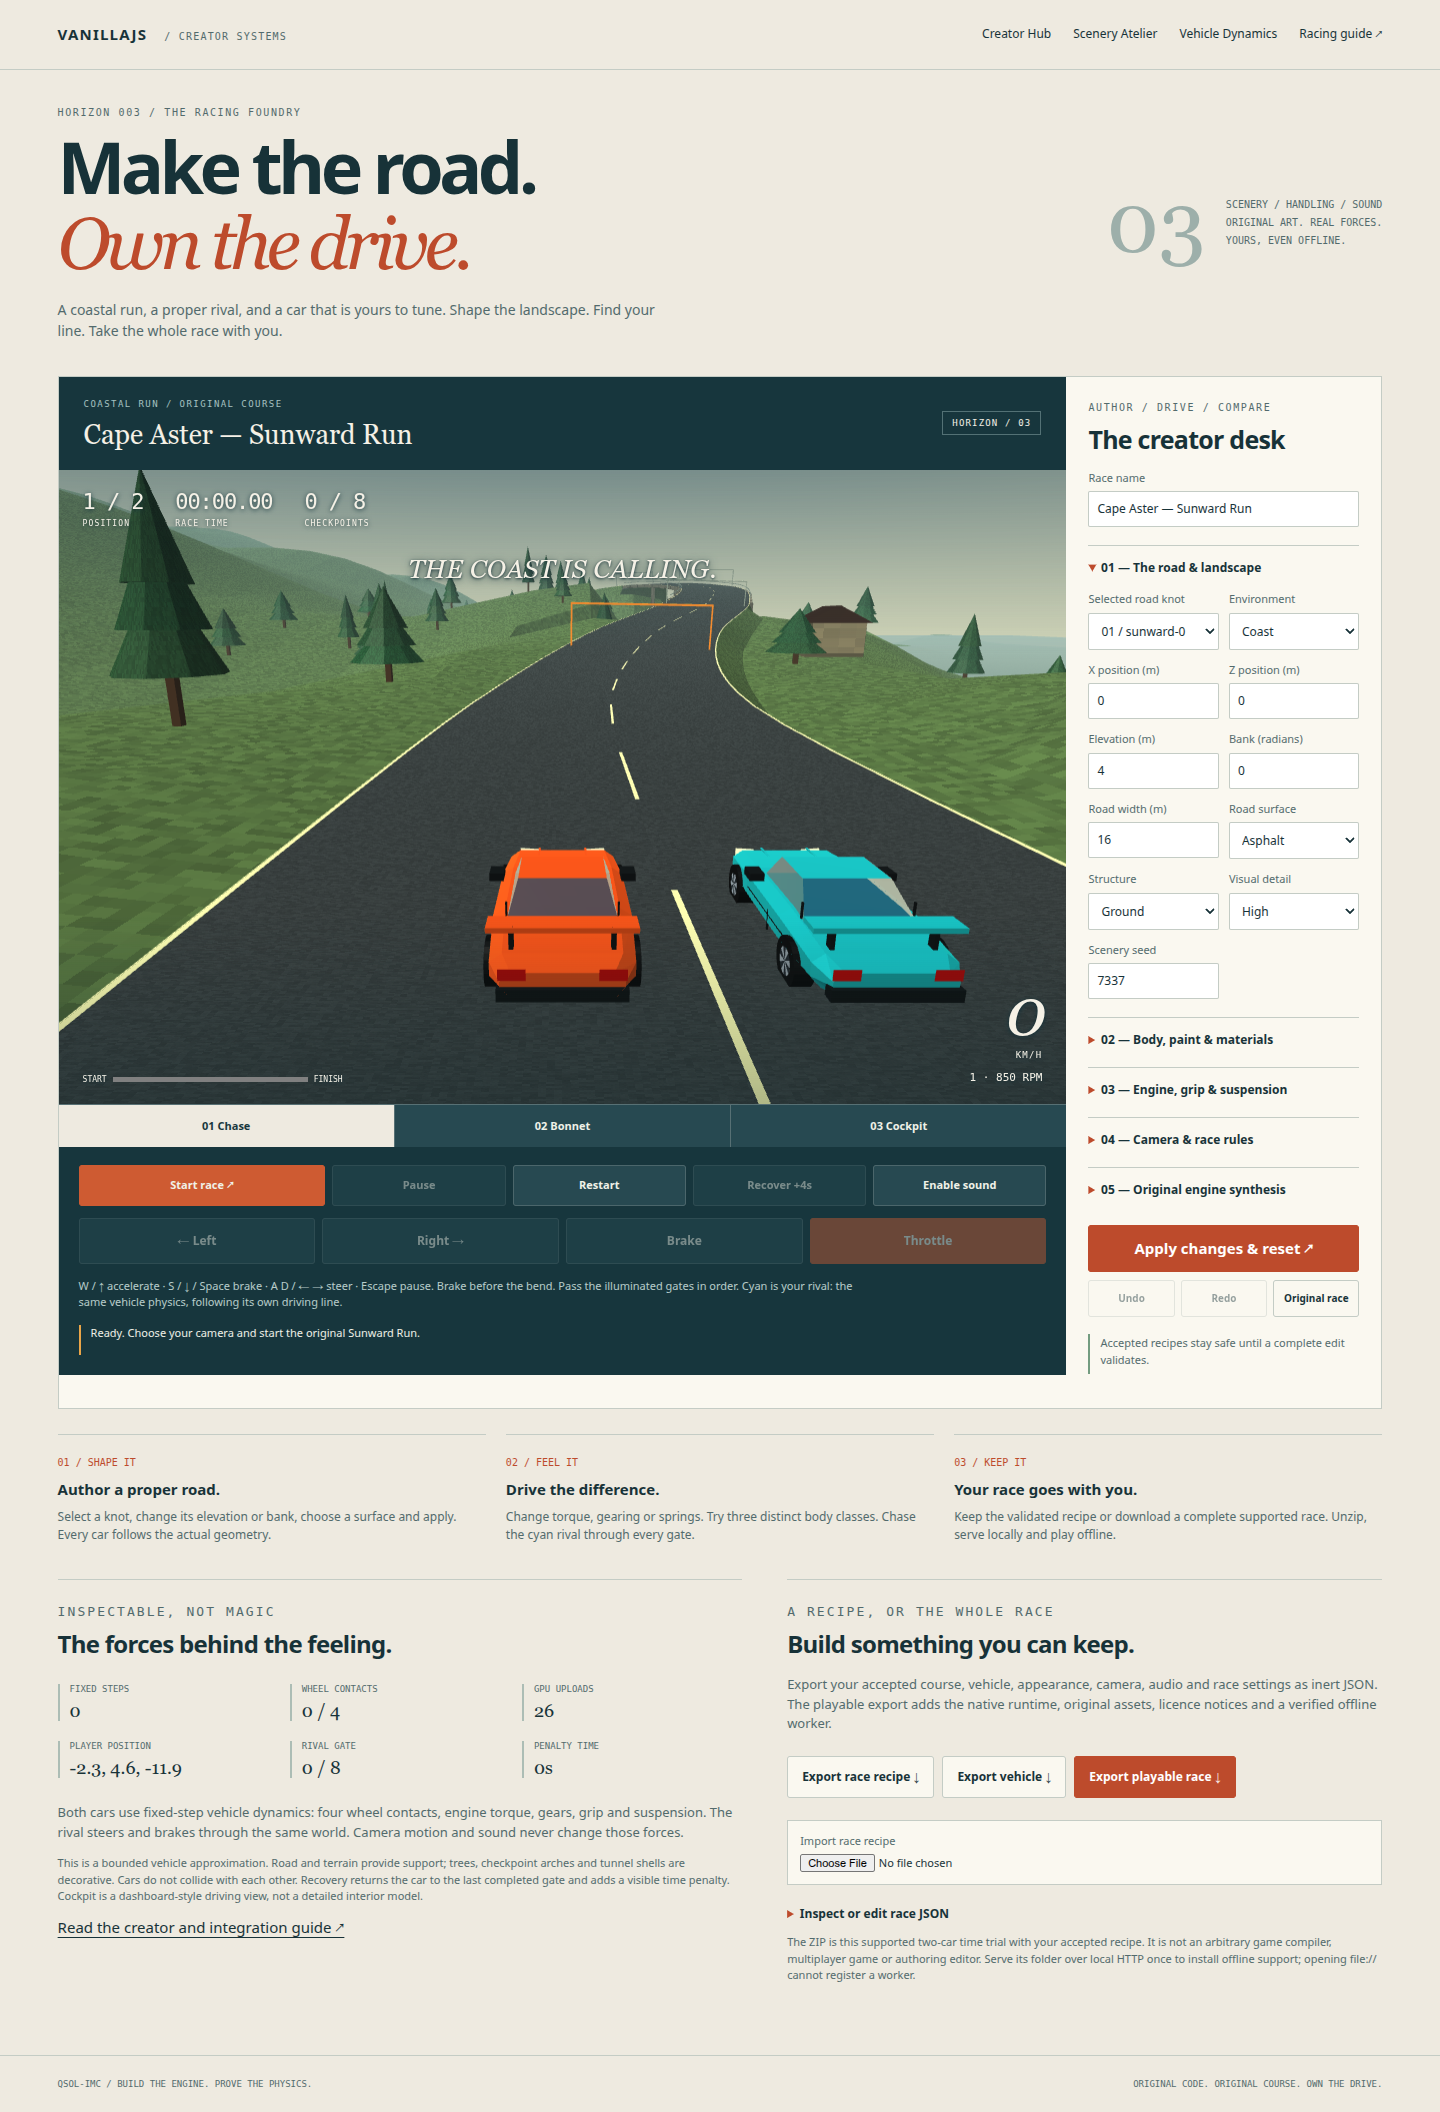 VANILLAJS / CREATOR SYSTEMS
Creator Hub Scenery Atelier Vehicle Dynamics Racing guide ↗
HORIZON 003 / THE RACING FOUNDRY
Make the road.
Own the drive.
03
SCENERY / HANDLING / SOUND
ORIGINAL ART. REAL FORCES.
YOURS, EVEN OFFLINE.
A coastal run, a proper rival, and a car that is yours to tune. Shape the landscape. Find your
line. Take the whole race with you.
COASTAL RUN / ORIGINAL COURSE
Cape Aster — Sunward Run
HORIZON / 03
1 / 2 00:00.00 0 / 8
POSITION RACE TIME CHECKPOINTS
THE COAST IS CALLING.
0
KM/H
1 · 850 RPM
START FINISH
01 Chase 02 Bonnet 03 Cockpit
Start race ↗ Pause Restart Recover +4s Enable sound
← Left Right → Brake Throttle
W / ↑ accelerate · S / ↓ / Space brake · A D / ← → steer · Escape pause. Brake before the bend. Pass the illuminated gates in order. Cyan is your rival: the
same vehicle physics, following its own driving line.
Ready. Choose your camera and start the original Sunward Run.
AUTHOR / DRIVE / COMPARE
The creator desk
Race name
Cape Aster — Sunward Run
▼ 01 — The road & landscape
Selected road knot Environment
01 / sunward-0 Coast
X position (m) Z position (m)
0 0
Elevation (m) Bank (radians)
4 0
Road width (m) Road surface
16 Asphalt
Structure Visual detail
Ground High
Scenery seed
7337
▶ 02 — Body, paint & materials
▶ 03 — Engine, grip & suspension
▶ 04 — Camera & race rules
▶ 05 — Original engine synthesis
Apply changes & reset ↗
Undo Redo Original race
Accepted recipes stay safe until a complete edit
validates.
01 / SHAPE IT
Author a proper road.
Select a knot, change its elevation or bank, choose a surface and apply.
Every car follows the actual geometry.
02 / FEEL IT
Drive the difference.
Change torque, gearing or springs. Try three distinct body classes. Chase
the cyan rival through every gate.
03 / KEEP IT
Your race goes with you.
Keep the validated recipe or download a complete supported race. Unzip,
serve locally and play offline.
INSPECTABLE, NOT MAGIC
The forces behind the feeling.
FIXED STEPS WHEEL CONTACTS GPU UPLOADS
0 0 / 4 26
PLAYER POSITION RIVAL GATE PENALTY TIME
-2.3, 4.6, -11.9 0 / 8 0s
Both cars use fixed-step vehicle dynamics: four wheel contacts, engine torque, gears, grip and suspension. The
rival steers and brakes through the same world. Camera motion and sound never change those forces.
This is a bounded vehicle approximation. Road and terrain provide support; trees, checkpoint arches and tunnel shells are
decorative. Cars do not collide with each other. Recovery returns the car to the last completed gate and adds a visible time penalty.
Cockpit is a dashboard-style driving view, not a detailed interior model.
Read the creator and integration guide ↗
A RECIPE, OR THE WHOLE RACE
Build something you can keep.
Export your accepted course, vehicle, appearance, camera, audio and race settings as inert JSON.
The playable export adds the native runtime, original assets, licence notices and a verified offline
worker.
Export race recipe ↓ Export vehicle ↓ Export playable race ↓
Import race recipe
Choose File No file chosen
▶ Inspect or edit race JSON
The ZIP is this supported two-car time trial with your accepted recipe. It is not an arbitrary game compiler,
multiplayer game or authoring editor. Serve its folder over local HTTP once to install offline support; opening file://
cannot register a worker.
QSOL-IMC / BUILD THE ENGINE. PROVE THE PHYSICS.
ORIGINAL CODE. ORIGINAL COURSE. OWN THE DRIVE.